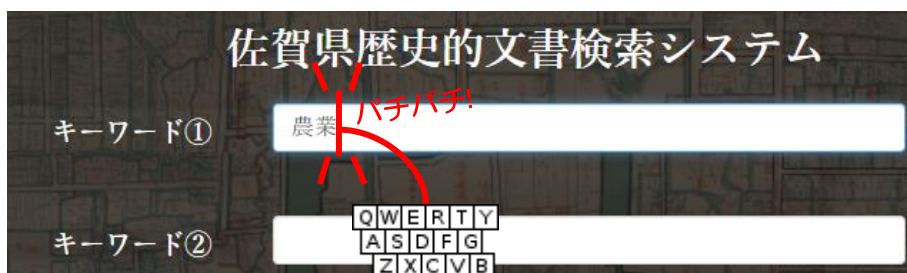 佐賀県歴史的文書検索システム
パチパチ!
キーワード① 農業
QWERTY
ASDFG
キーワード②
ZXCVB